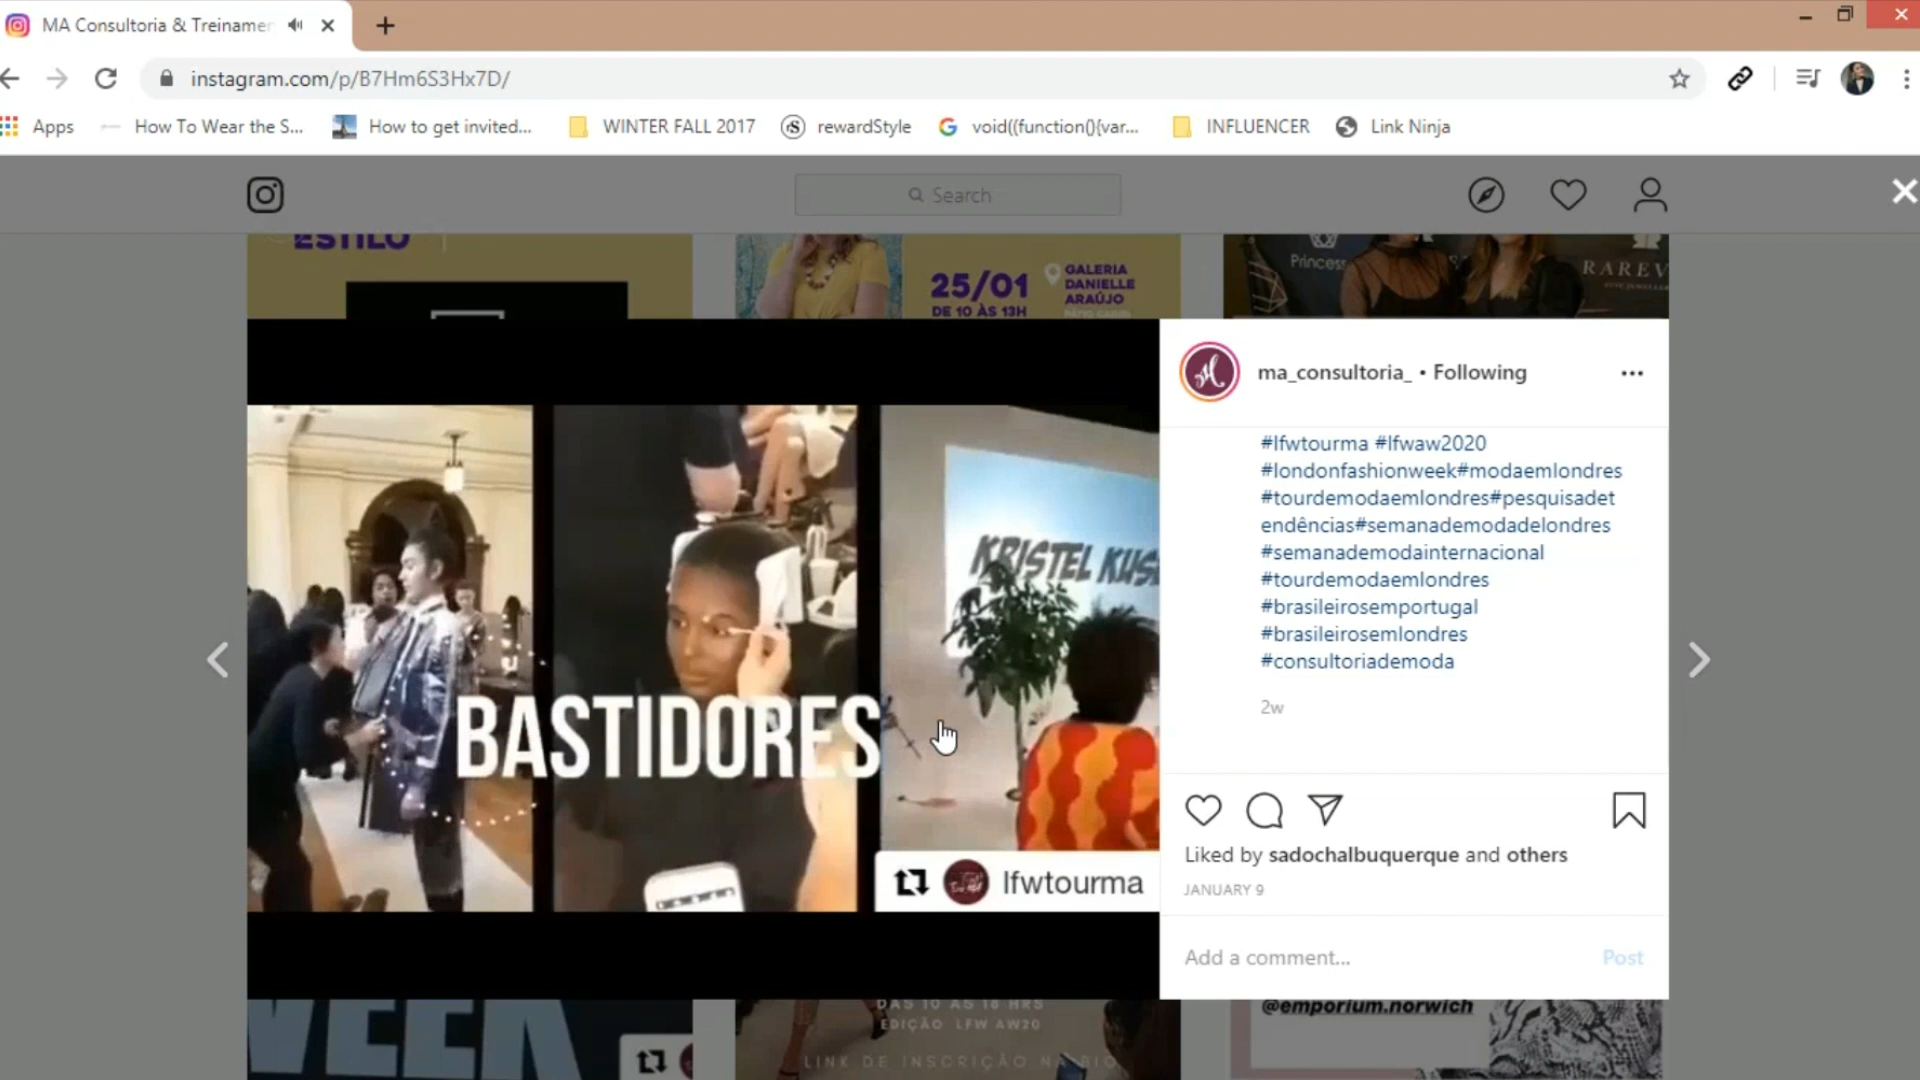 MA Consultoria & Treinamen
instagram.com/p/B7Hm6S3Hx7D/
Apps
How To Wear the S...
How to get invited...
WINTER FALL 2017
rewardStyle
void((function(){var...
INFLUENCER
Link Ninja
Search
ESTILO
25/01
DE 10 ÀS 13H
GALERIA
DANIELLE
ARAÚJO
Princess
RAREV
ma_consultoria_ • Following
#lfwtourma #lfwaw2020
#londonfashionweek#modaemlondres
#tourdemodaemlondres#pesquisadet
endências#semanademodadelondres
#semanademodainternacional
#tourdemodaemlondres
#brasileirosemportugal
#brasileirosemlondres
#consultoriademoda
2w
KRISTEL KUS
BASTIDORES
lfwtourma
Liked by sadochalbuquerque and others
JANUARY 9
Add a comment...
Post
WEEK
DAS 10 ÀS 18 HRS
EDIÇÃO LFW AW20
LINK DE INSCRIÇÃO NA BIO
@emporium.norwich